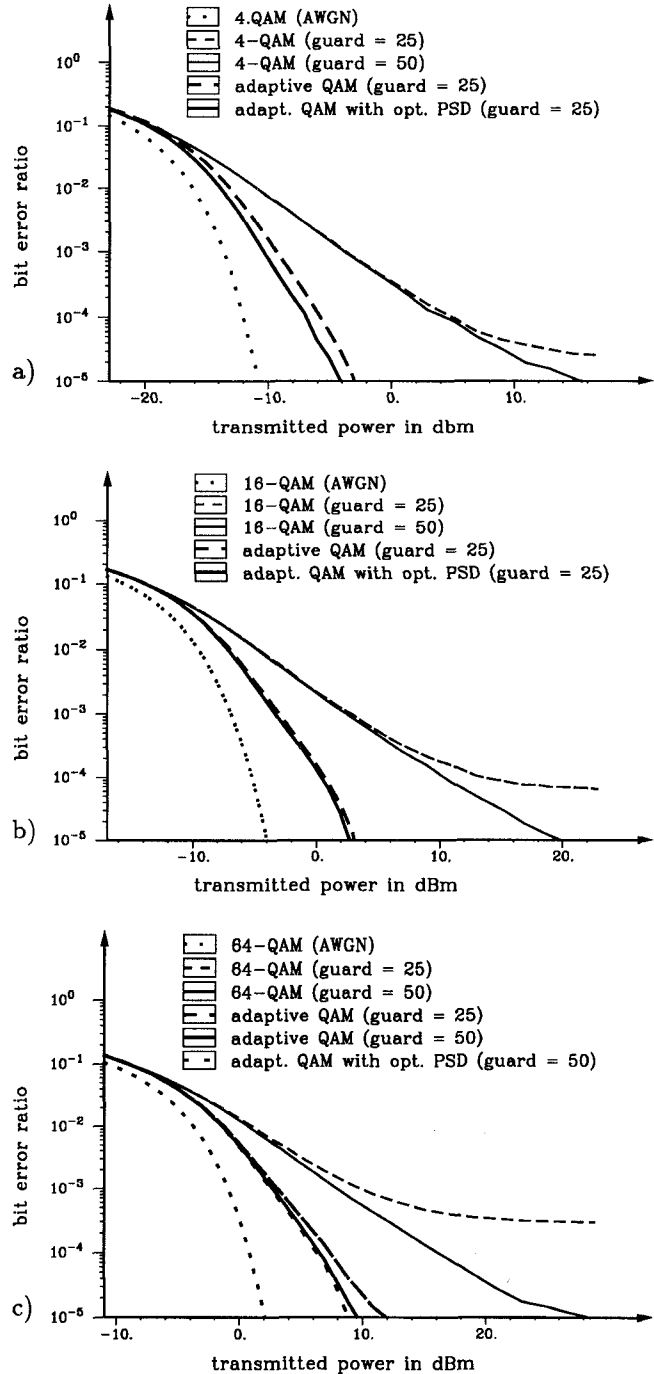 4.QAM (AWGN)
4-QAM (guard = 25)
4-QAM (guard = 50)
adaptive QAM (guard = 25)
adapt. QAM with opt. PSD (guard = 25)
10⁰
10⁻¹
10⁻²
10⁻³
10⁻⁴
10⁻⁵
bit error ratio
a)
-20. -10. 0. 10.
transmitted power in dbm
16-QAM (AWGN)
16-QAM (guard = 25)
16-QAM (guard = 50)
adaptive QAM (guard = 25)
adapt. QAM with opt. PSD (guard = 25)
10⁰
10⁻¹
10⁻²
10⁻³
10⁻⁴
10⁻⁵
bit error ratio
b)
-10. 0. 10. 20.
transmitted power in dBm
64-QAM (AWGN)
64-QAM (guard = 25)
64-QAM (guard = 50)
adaptive QAM (guard = 25)
adaptive QAM (guard = 50)
adapt. QAM with opt. PSD (guard = 50)
10⁰
10⁻¹
10⁻²
10⁻³
10⁻⁴
10⁻⁵
bit error ratio
c)
-10. 0. 10. 20.
transmitted power in dBm